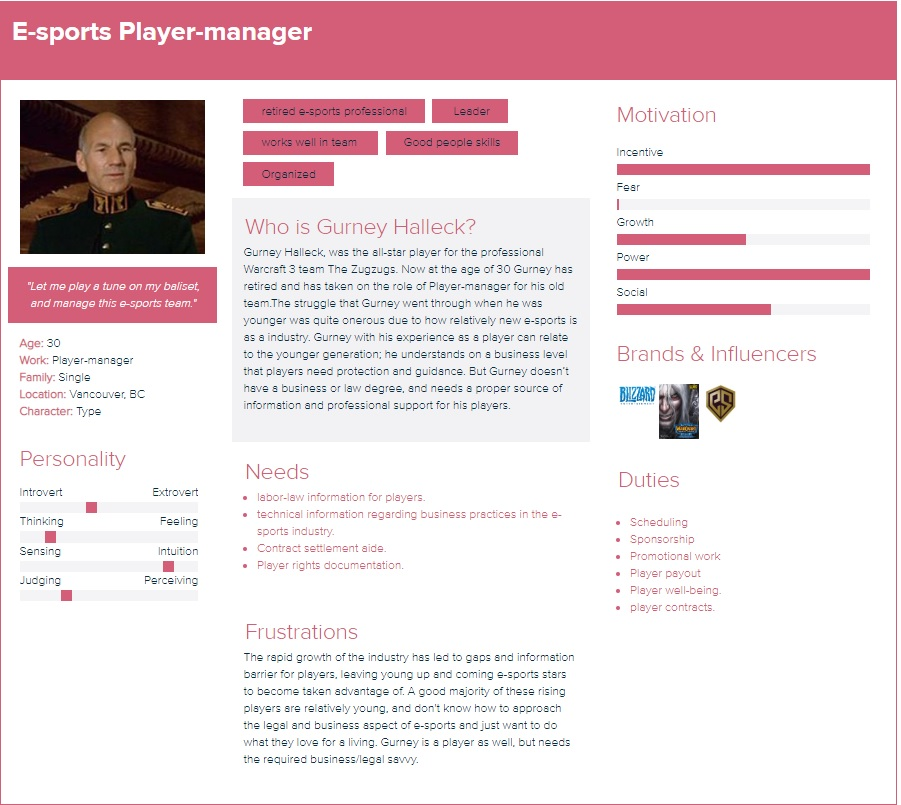 E-sports Player-manager
"Let me play a tune on my baliset,
and manage this e-sports team."
Age: 30
Work: Player-manager
Family: Single
Location: Vancouver, BC
Character: Type
Personality
Introvert Extrovert
Thinking Feeling
Sensing Intuition
Judging Perceiving
retired e-sports professional Leader
works well in team Good people skills
Organized
Who is Gurney Halleck?
Gurney Halleck, was the all-star player for the professional
Warcraft 3 team The Zugzugs. Now at the age of 30 Gurney has
retired and has taken on the role of Player-manager for his old
team.The struggle that Gurney went through when he was
younger was quite onerous due to how relatively new e-sports is
as a industry. Gurney with his experience as a player can relate
to the younger generation; he understands on a business level
that players need protection and guidance. But Gurney doesn't
have a business or law degree, and needs a proper source of
information and professional support for his players.
Needs
labor-law information for players.
technical information regarding business practices in the e-
sports industry.
Contract settlement aide.
Player rights documentation.
Frustrations
The rapid growth of the industry has led to gaps and information
barrier for players, leaving young up and coming e-sports stars
to become taken advantage of. A good majority of these rising
players are relatively young, and don't know how to approach
the legal and business aspect of e-sports and just want to do
what they love for a living. Gurney is a player as well, but needs
the required business/legal savvy.
Motivation
Incentive
Fear
Growth
Power
Social
Brands & Influencers
BLIZZARD
Duties
Scheduling
Sponsorship
Promotional work
Player payout
Player well-being.
player contracts.